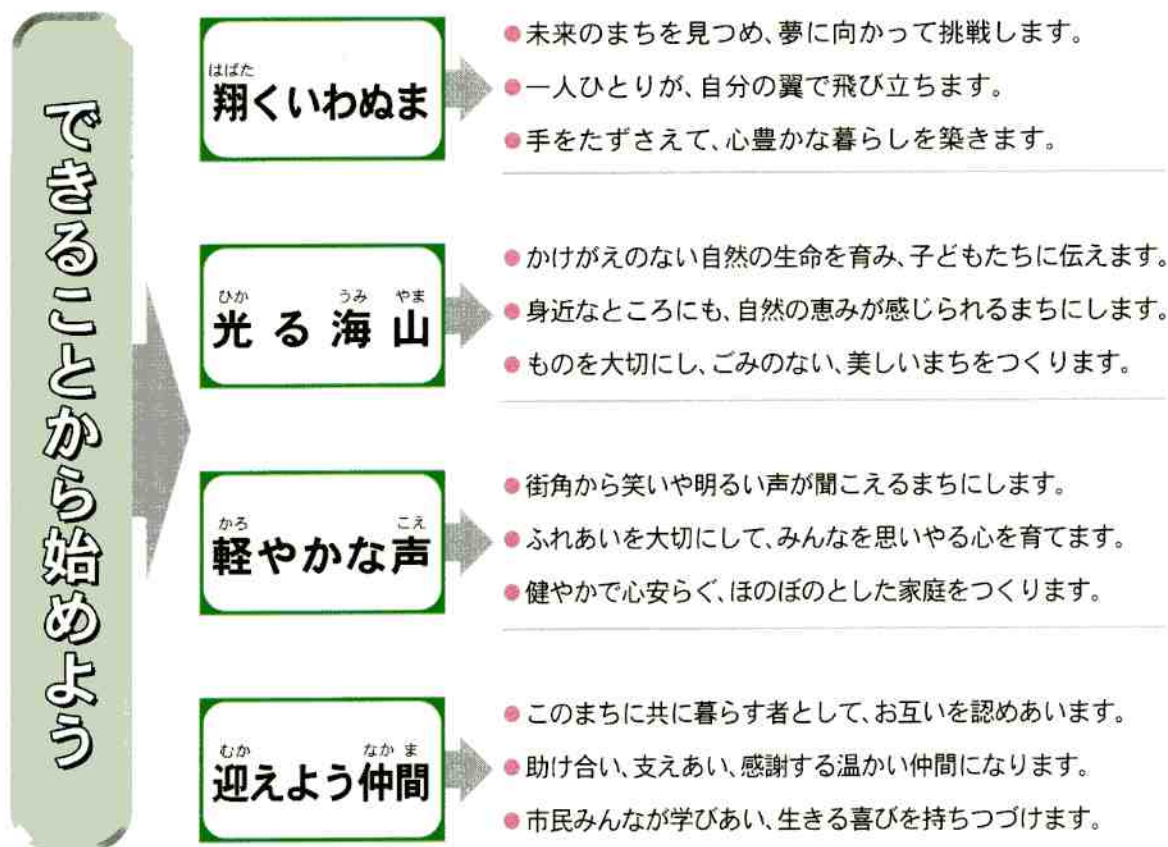 できることから始めよう
はばた
翔くいわぬま
●未来のまちを見つめ、夢に向かって挑戦します。
●一人ひとりが、自分の翼で飛び立ちます。
●手をたずさえて、心豊かな暮らしを築きます。
ひか うみ やま
光る海山
●かけがえのない自然の生命を育み、子どもたちに伝えます。
●身近なところにも、自然の恵みが感じられるまちにします。
●ものを大切にし、ごみのない、美しいまちをつくります。
かろ こえ
軽やかな声
●街角から笑いや明るい声が聞こえるまちにします。
●ふれあいを大切にして、みんなを思いやる心を育てます。
●健やかで心安らぐ、ほのぼのとした家庭をつくります。
むか なかま
迎えよう仲間
●このまちに共に暮らす者として、お互いを認めあいます。
●助け合い、支えあい、感謝する温かい仲間になります。
●市民みんなが学びあい、生きる喜びを持ちつづけます。